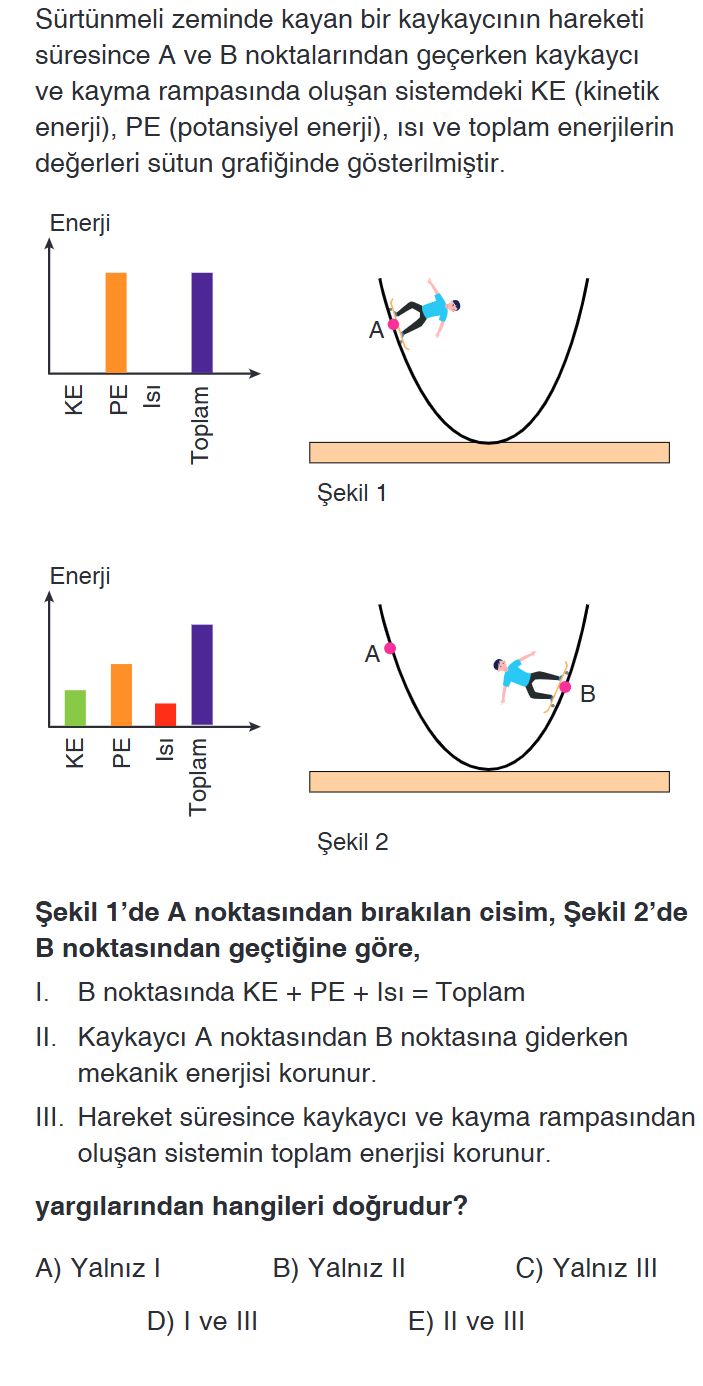 Sürtünmeli zeminde kayan bir kaykaycının hareketi
süresince A ve B noktalarından geçerken kaykaycı
ve kayma rampasında oluşan sistemdeki KE (kinetik
enerji), PE (potansiyel enerji), ısı ve toplam enerjilerin
değerleri sütun grafiğinde gösterilmiştir.
Enerji
KE
PE
Isı
Toplam
A
Şekil 1
Enerji
KE
PE
Isı
Toplam
A
B
Şekil 2
Şekil 1’de A noktasından bırakılan cisim, Şekil 2’de
B noktasından geçtiğine göre,
I. B noktasında KE + PE + Isı = Toplam
II. Kaykaycı A noktasından B noktasına giderken
mekanik enerjisi korunur.
III. Hareket süresince kaykaycı ve kayma rampasından
oluşan sistemin toplam enerjisi korunur.
yargılarından hangileri doğrudur?
A) Yalnız I B) Yalnız II C) Yalnız III
D) I ve III E) II ve III